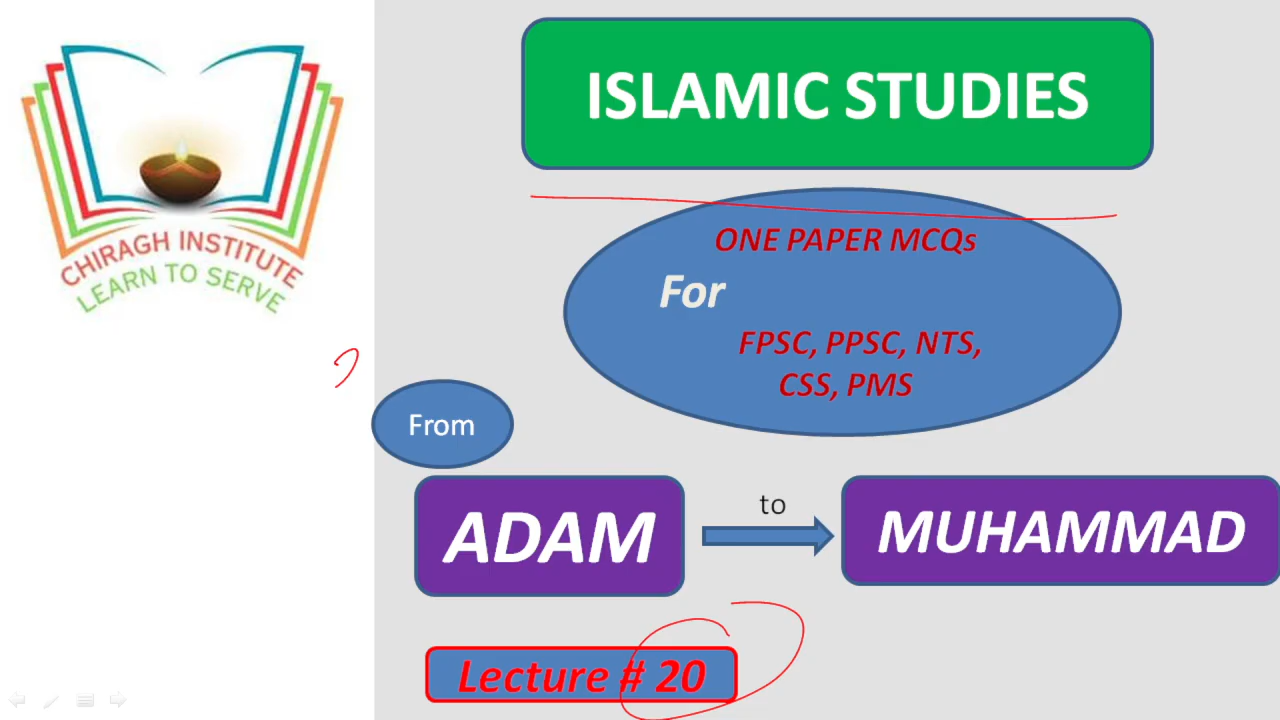 CHIRAGH INSTITUTE
LEARN TO SERVE
ISLAMIC STUDIES
ONE PAPER MCQs
For
FPSC, PPSC, NTS,
CSS, PMS
From
ADAM
to
MUHAMMAD
Lecture # 20